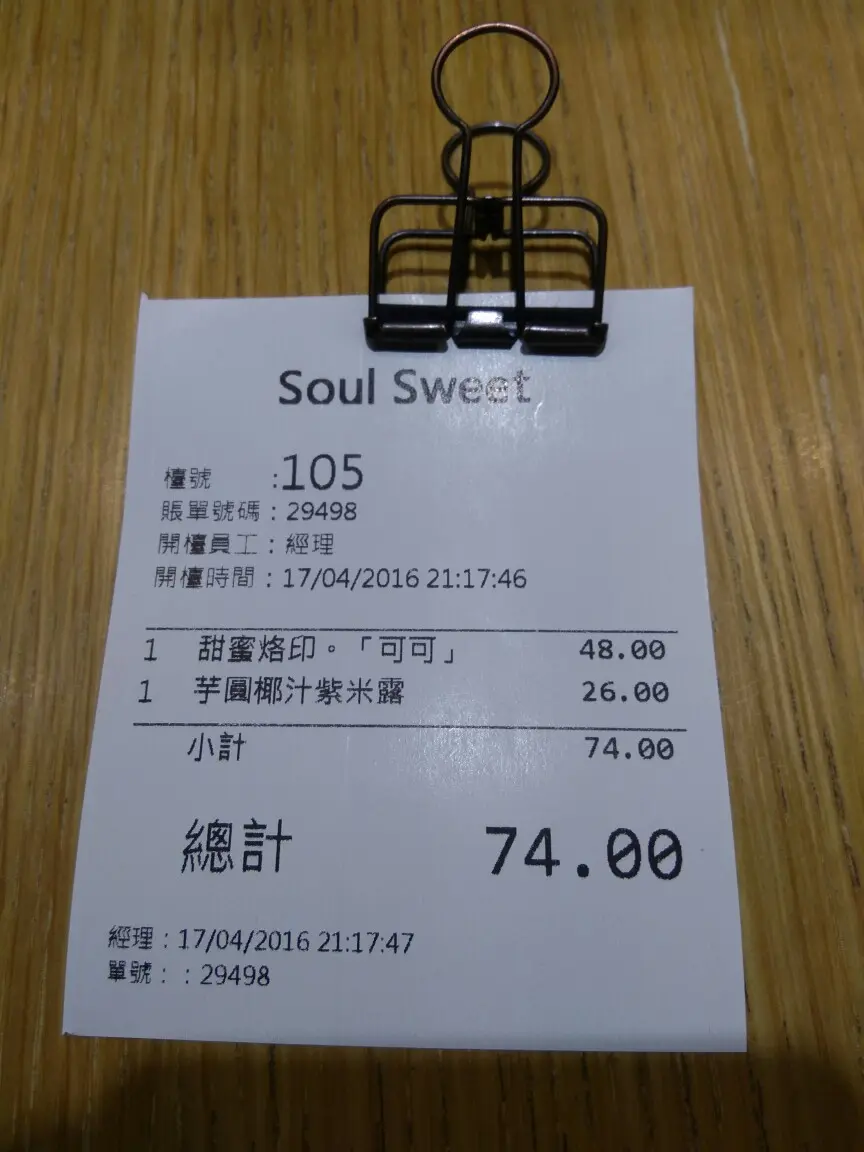 Soul Sweet
檯號 :105
賬單號碼：29498
開檯員工：經理
開檯時間：17/04/2016 21:17:46
1 甜蜜烙印。「可可」 48.00
1 芋圓椰汁紫米露 26.00
小計 74.00
總計 74.00
經理：17/04/2016 21:17:47
單號：：29498